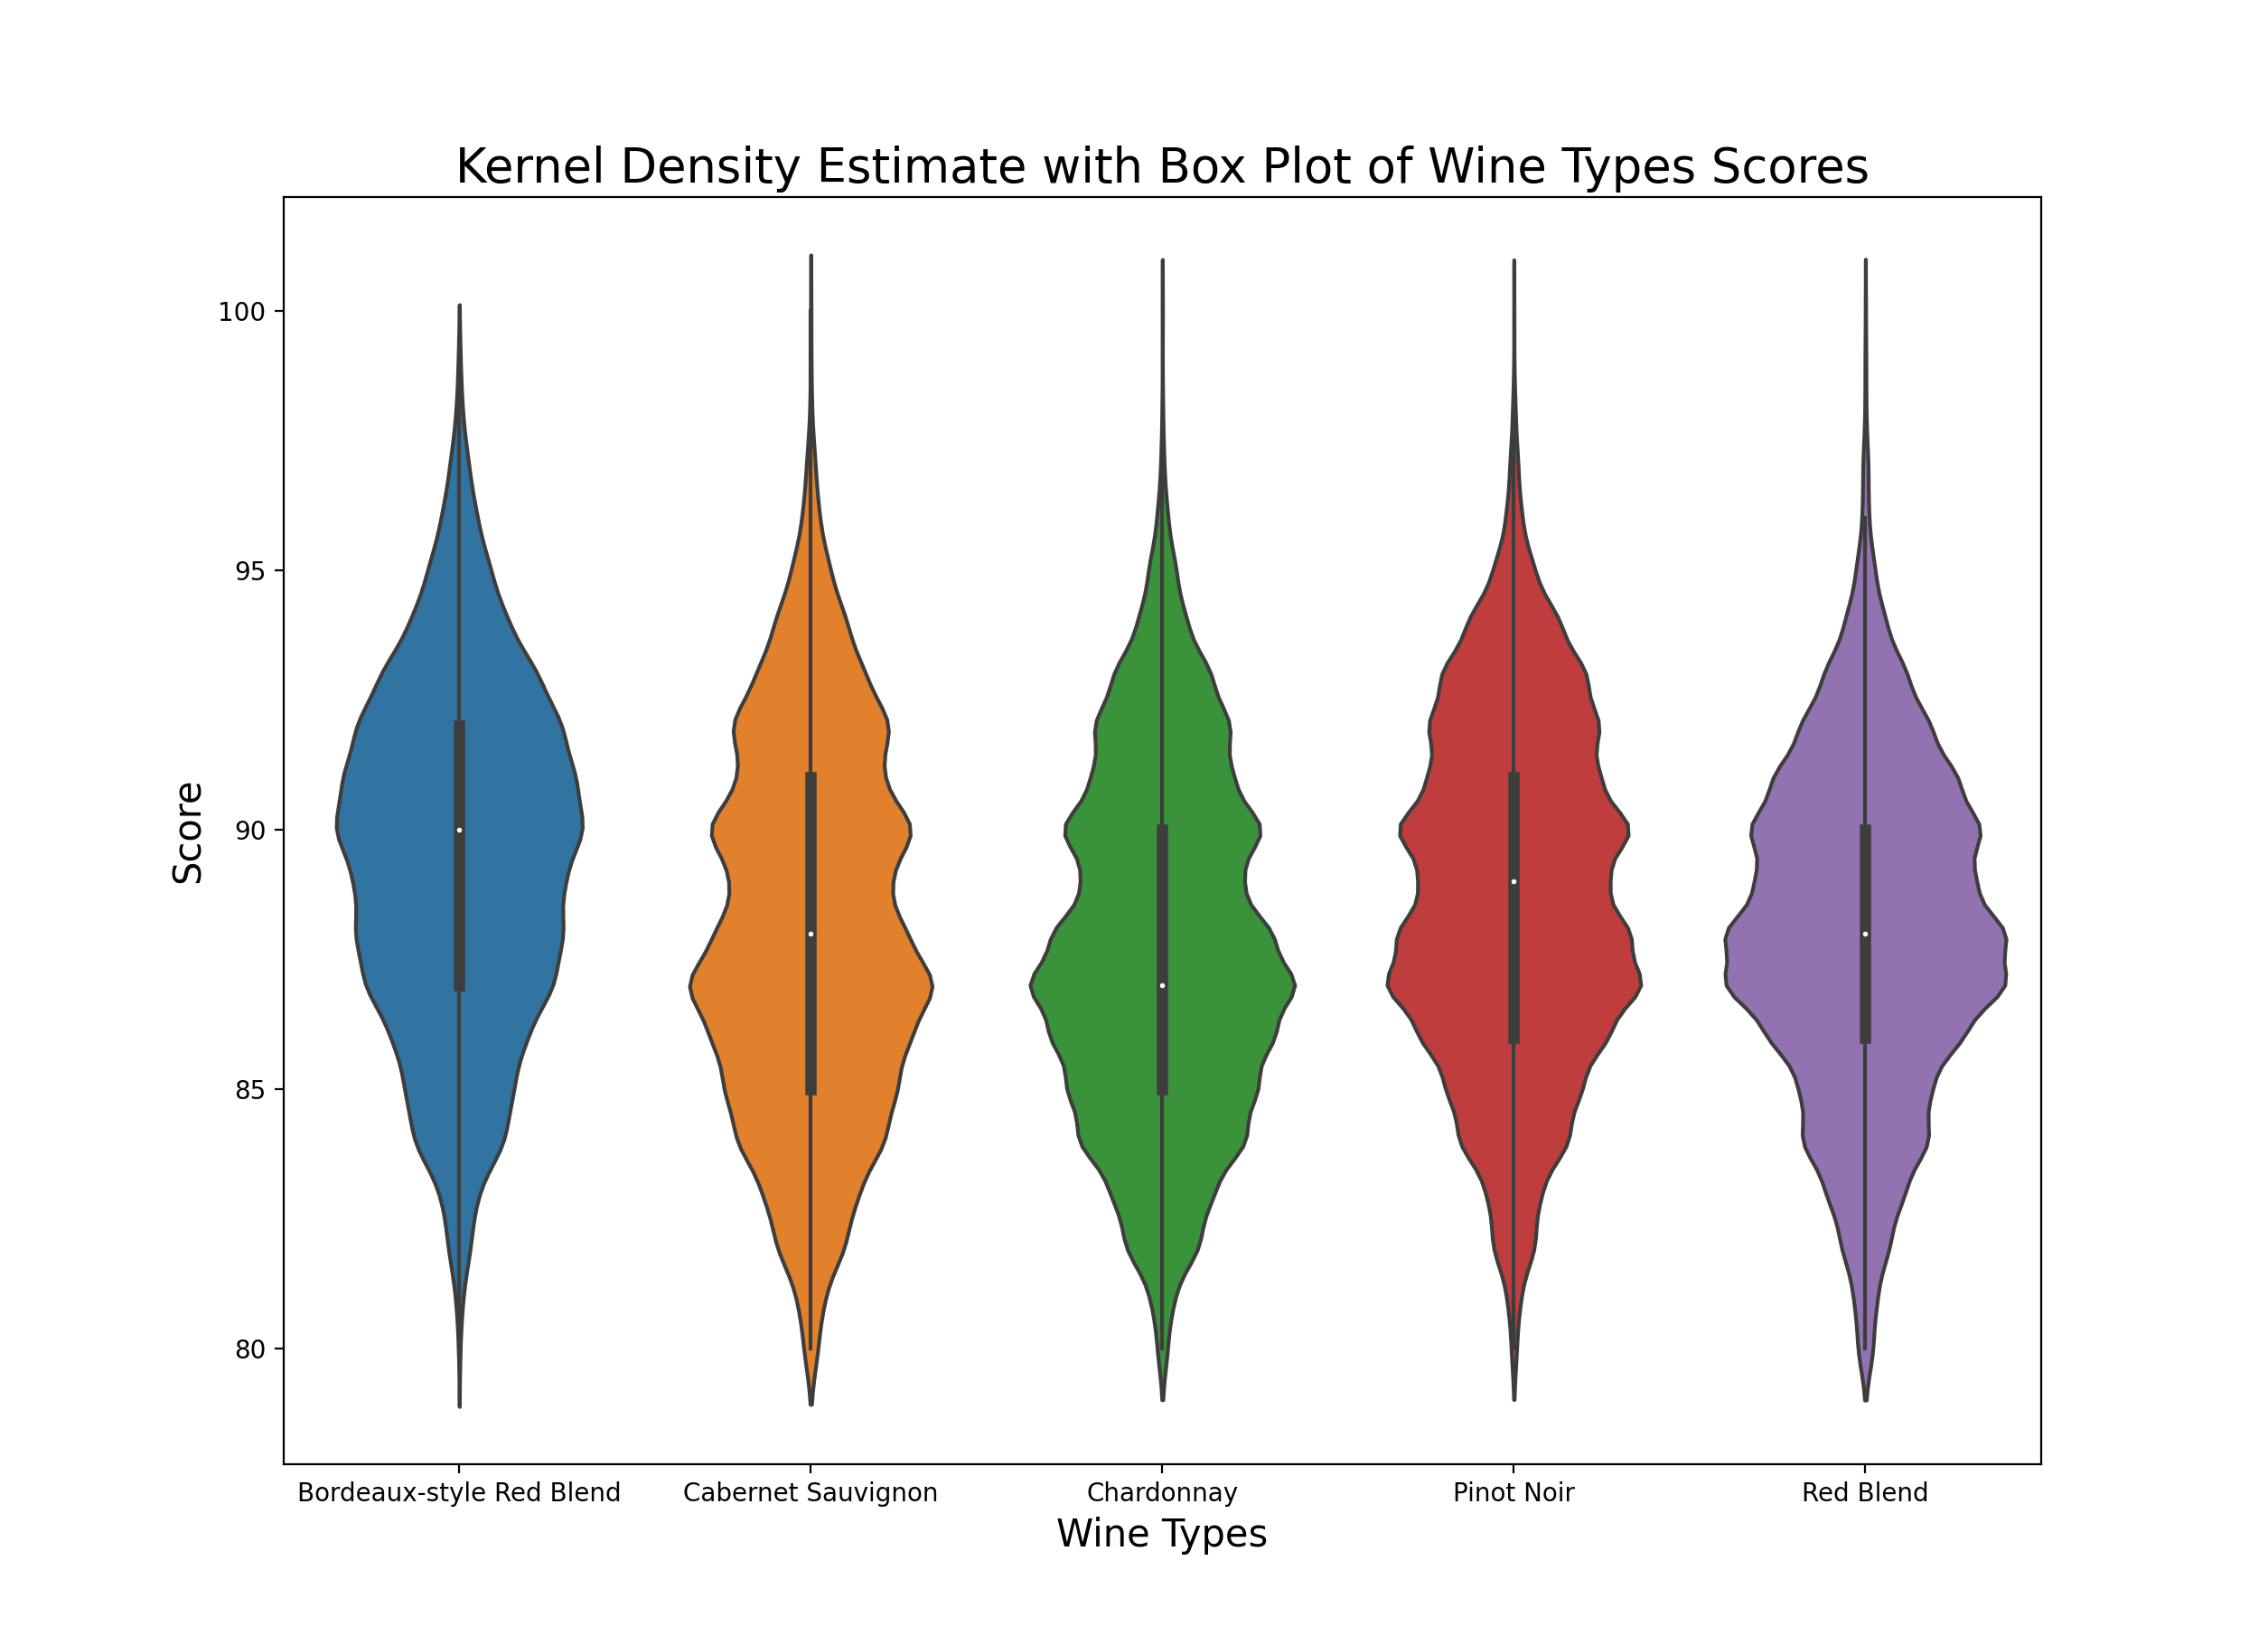 Kernel Density Estimate with Box Plot of Wine Types Scores
Score
100
95
90
85
80
Bordeaux-style Red Blend
Cabernet Sauvignon
Chardonnay
Pinot Noir
Red Blend
Wine Types